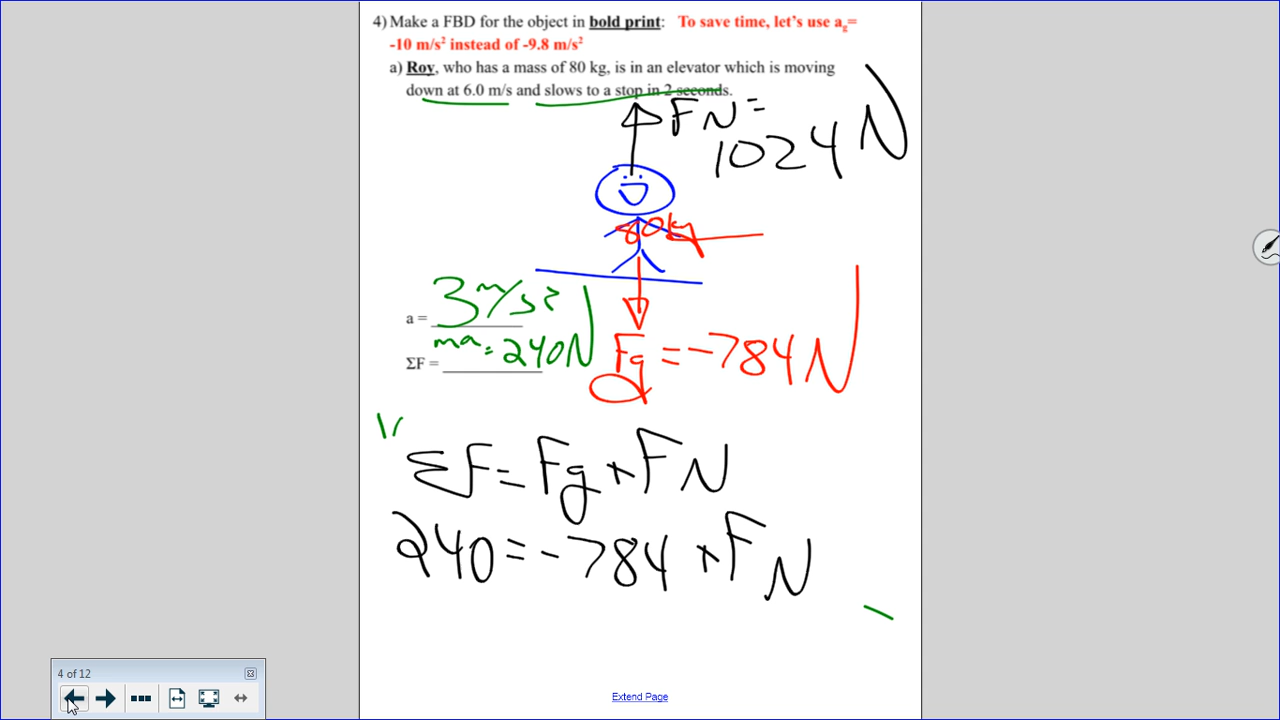 4) Make a FBD for the object in bold print: To save time, let's use ag=
-10 m/s² instead of -9.8 m/s²
a) Roy, who has a mass of 80 kg, is in an elevator which is moving
down at 6.0 m/s and slows to a stop in 2 seconds.
FN =
1024 N
80kg
a = 3 m/s²
ma = 240N
ΣF =
Fg = -784 N
ΣF = Fg + FN
240 = -784 + FN
4 of 12
Extend Page